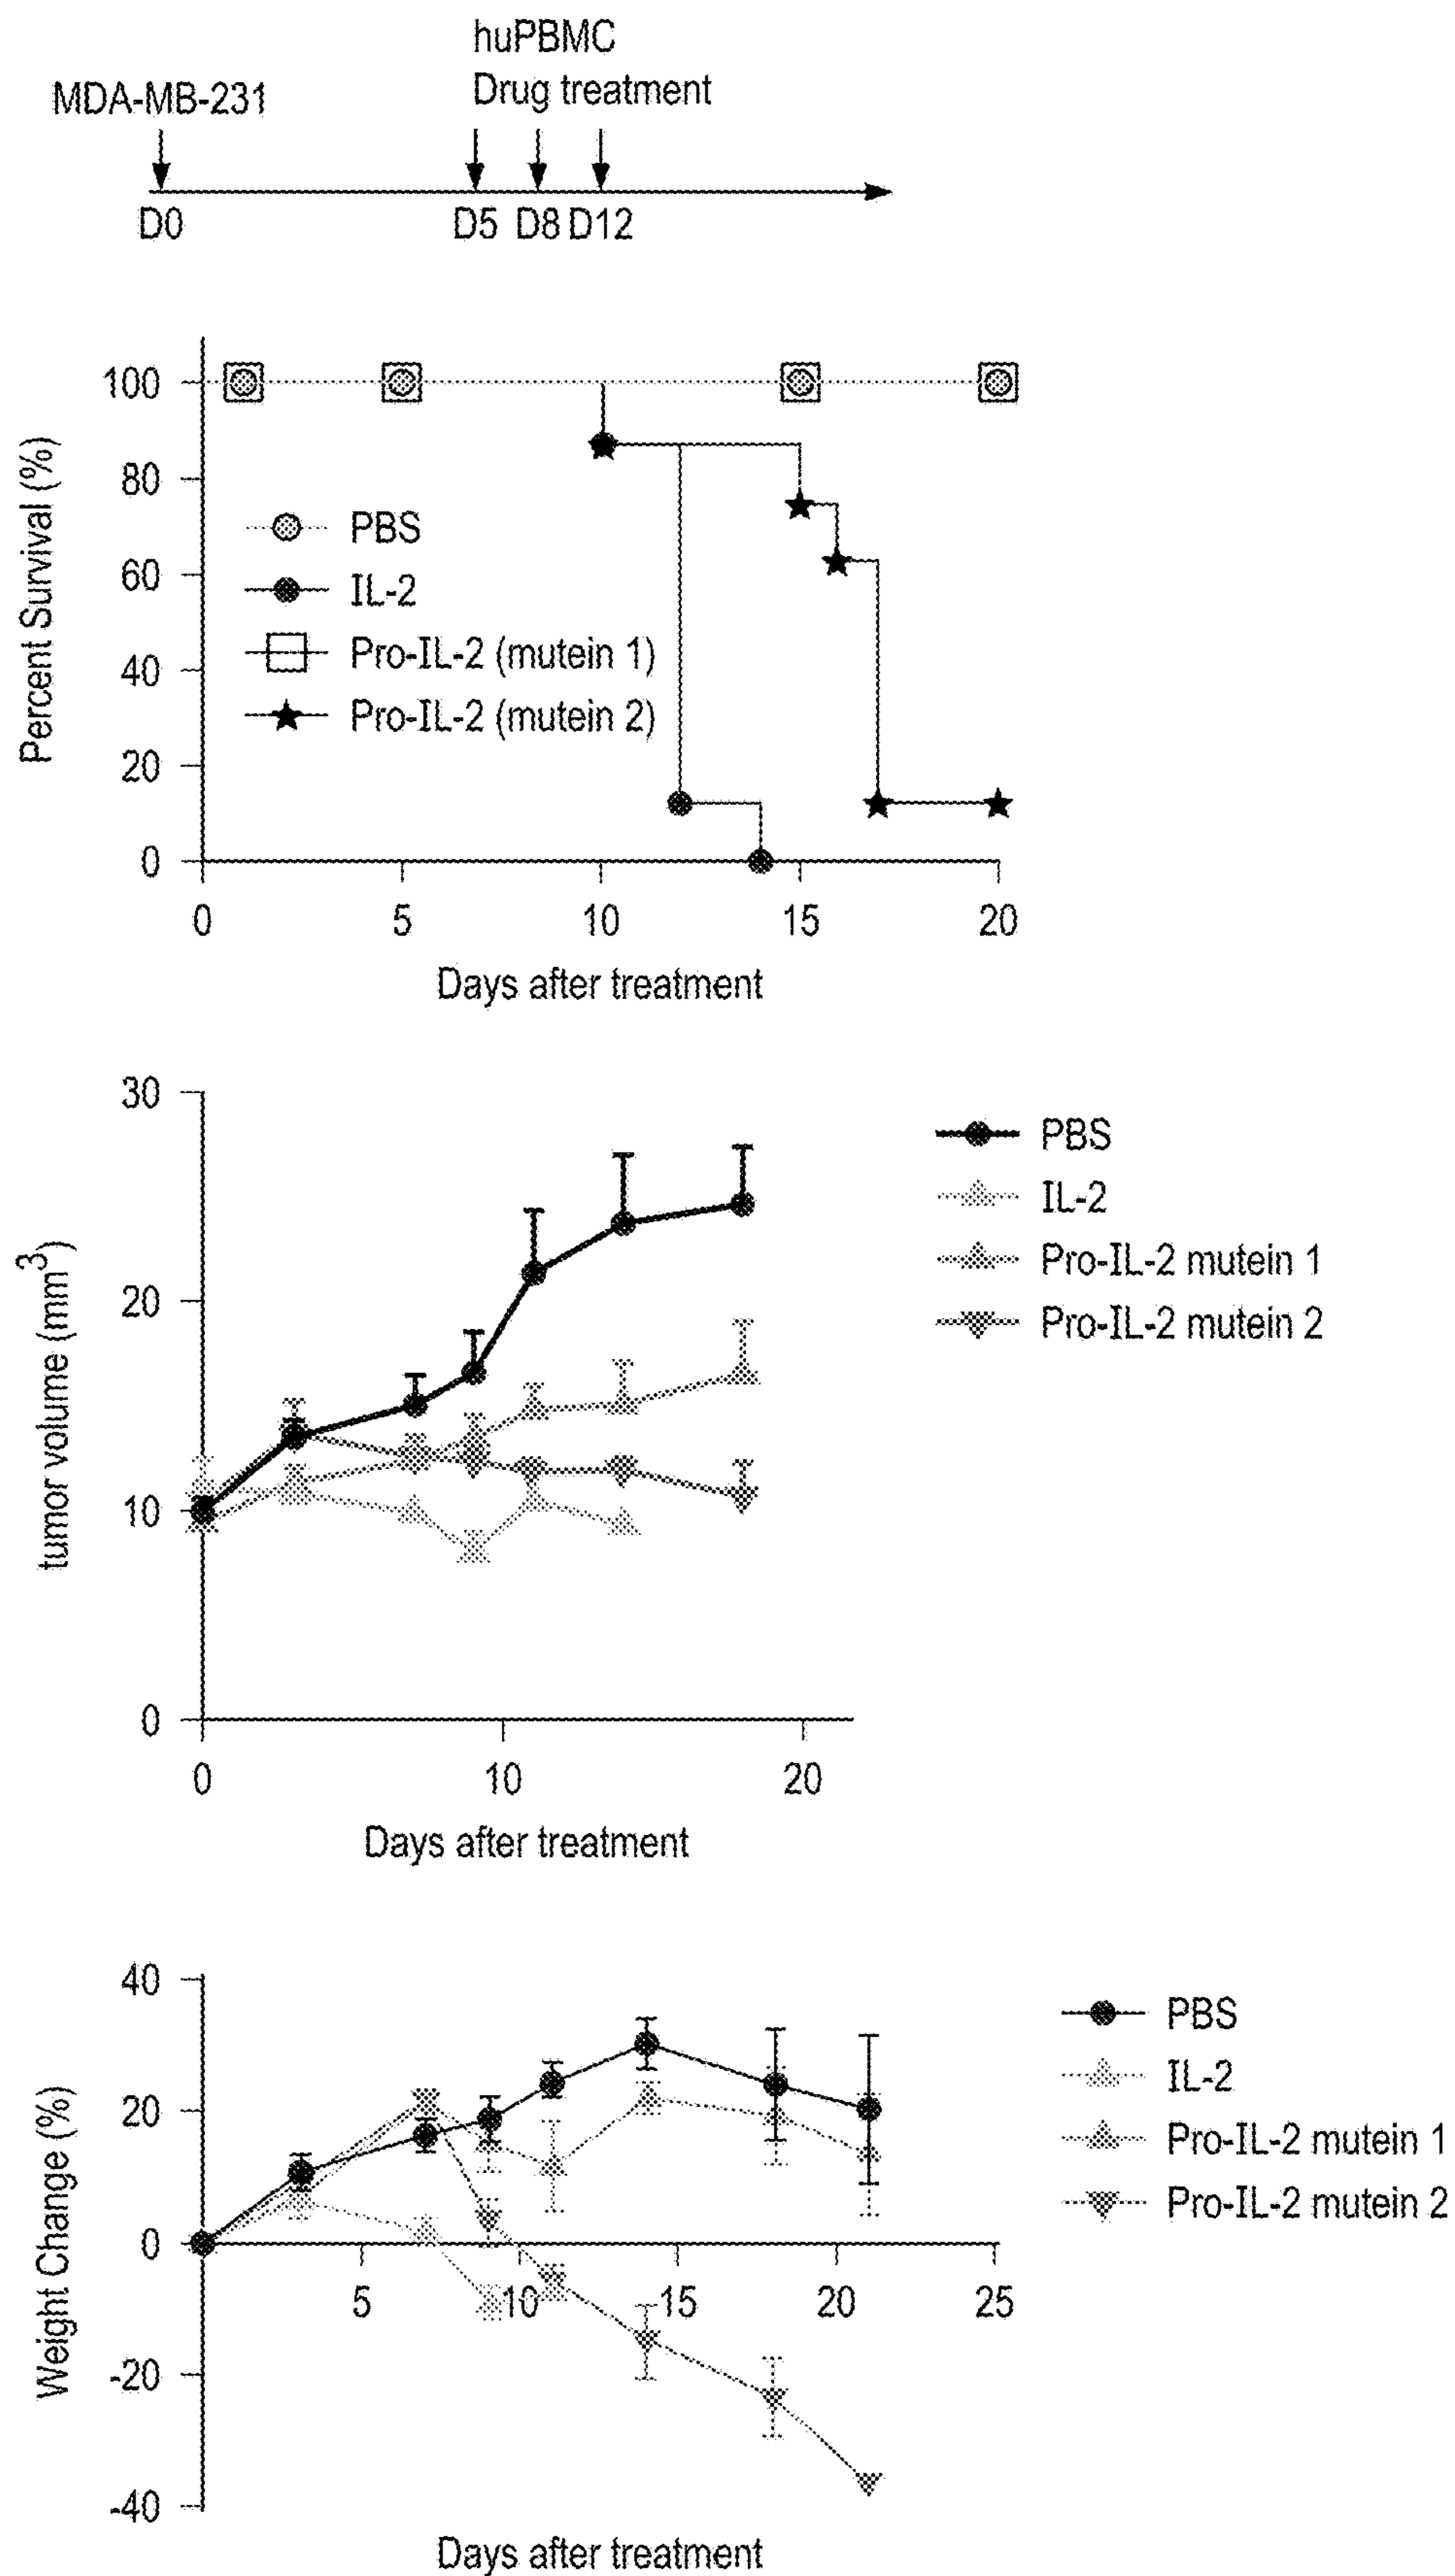 huPBMC
MDA-MB-231 Drug treatment
D0 D5 D8 D12
Percent Survival (%)
100
80
60
40
20
0
PBS
IL-2
Pro-IL-2 (mutein 1)
Pro-IL-2 (mutein 2)
0 5 10 15 20
Days after treatment
tumor volume (mm³)
30
20
10
0
PBS
IL-2
Pro-IL-2 mutein 1
Pro-IL-2 mutein 2
0 10 20
Days after treatment
Weight Change (%)
40
20
0
-20
-40
5 10 15 20 25
PBS
IL-2
Pro-IL-2 mutein 1
Pro-IL-2 mutein 2
Days after treatment